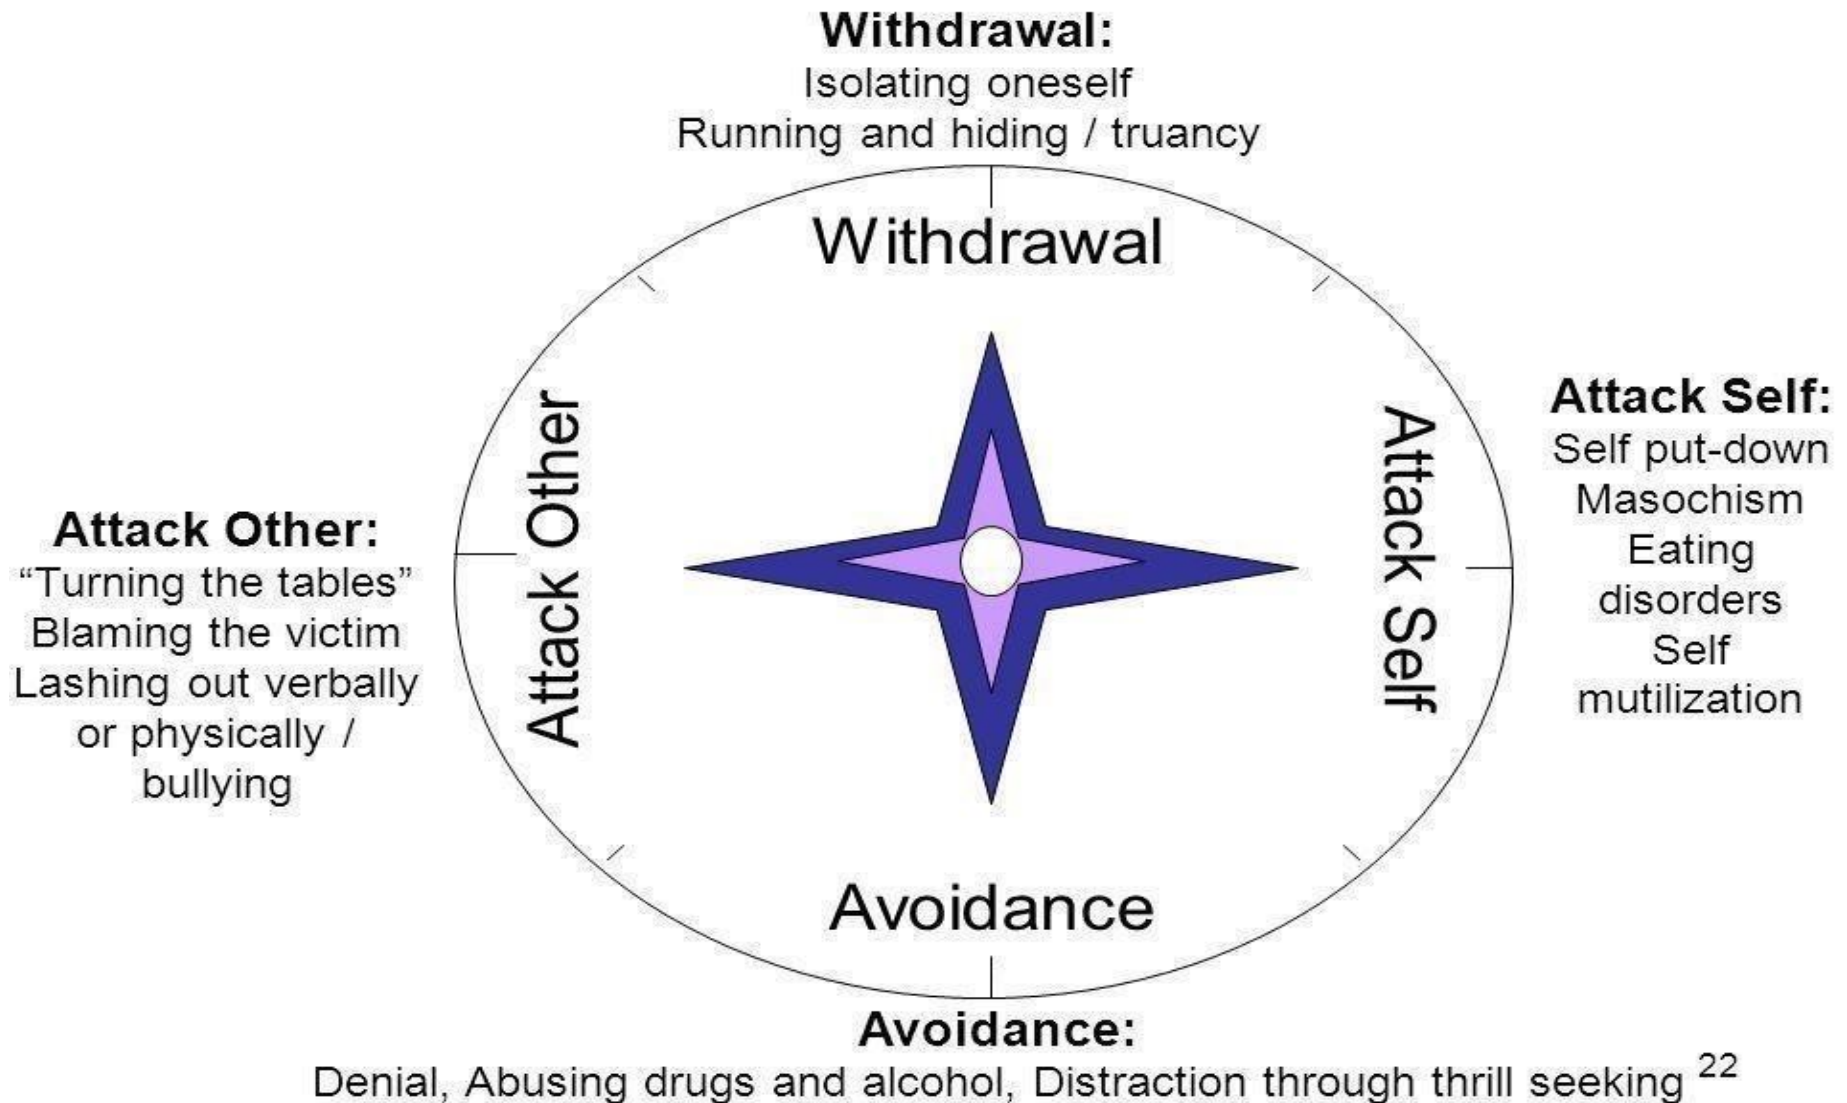 Withdrawal:
Isolating oneself
Running and hiding / truancy
Withdrawal
Attack Other
Attack Self
Attack Other:
“Turning the tables”
Blaming the victim
Lashing out verbally
or physically /
bullying
Attack Self:
Self put-down
Masochism
Eating
disorders
Self
mutilization
Avoidance
Avoidance:
Denial, Abusing drugs and alcohol, Distraction through thrill seeking 22